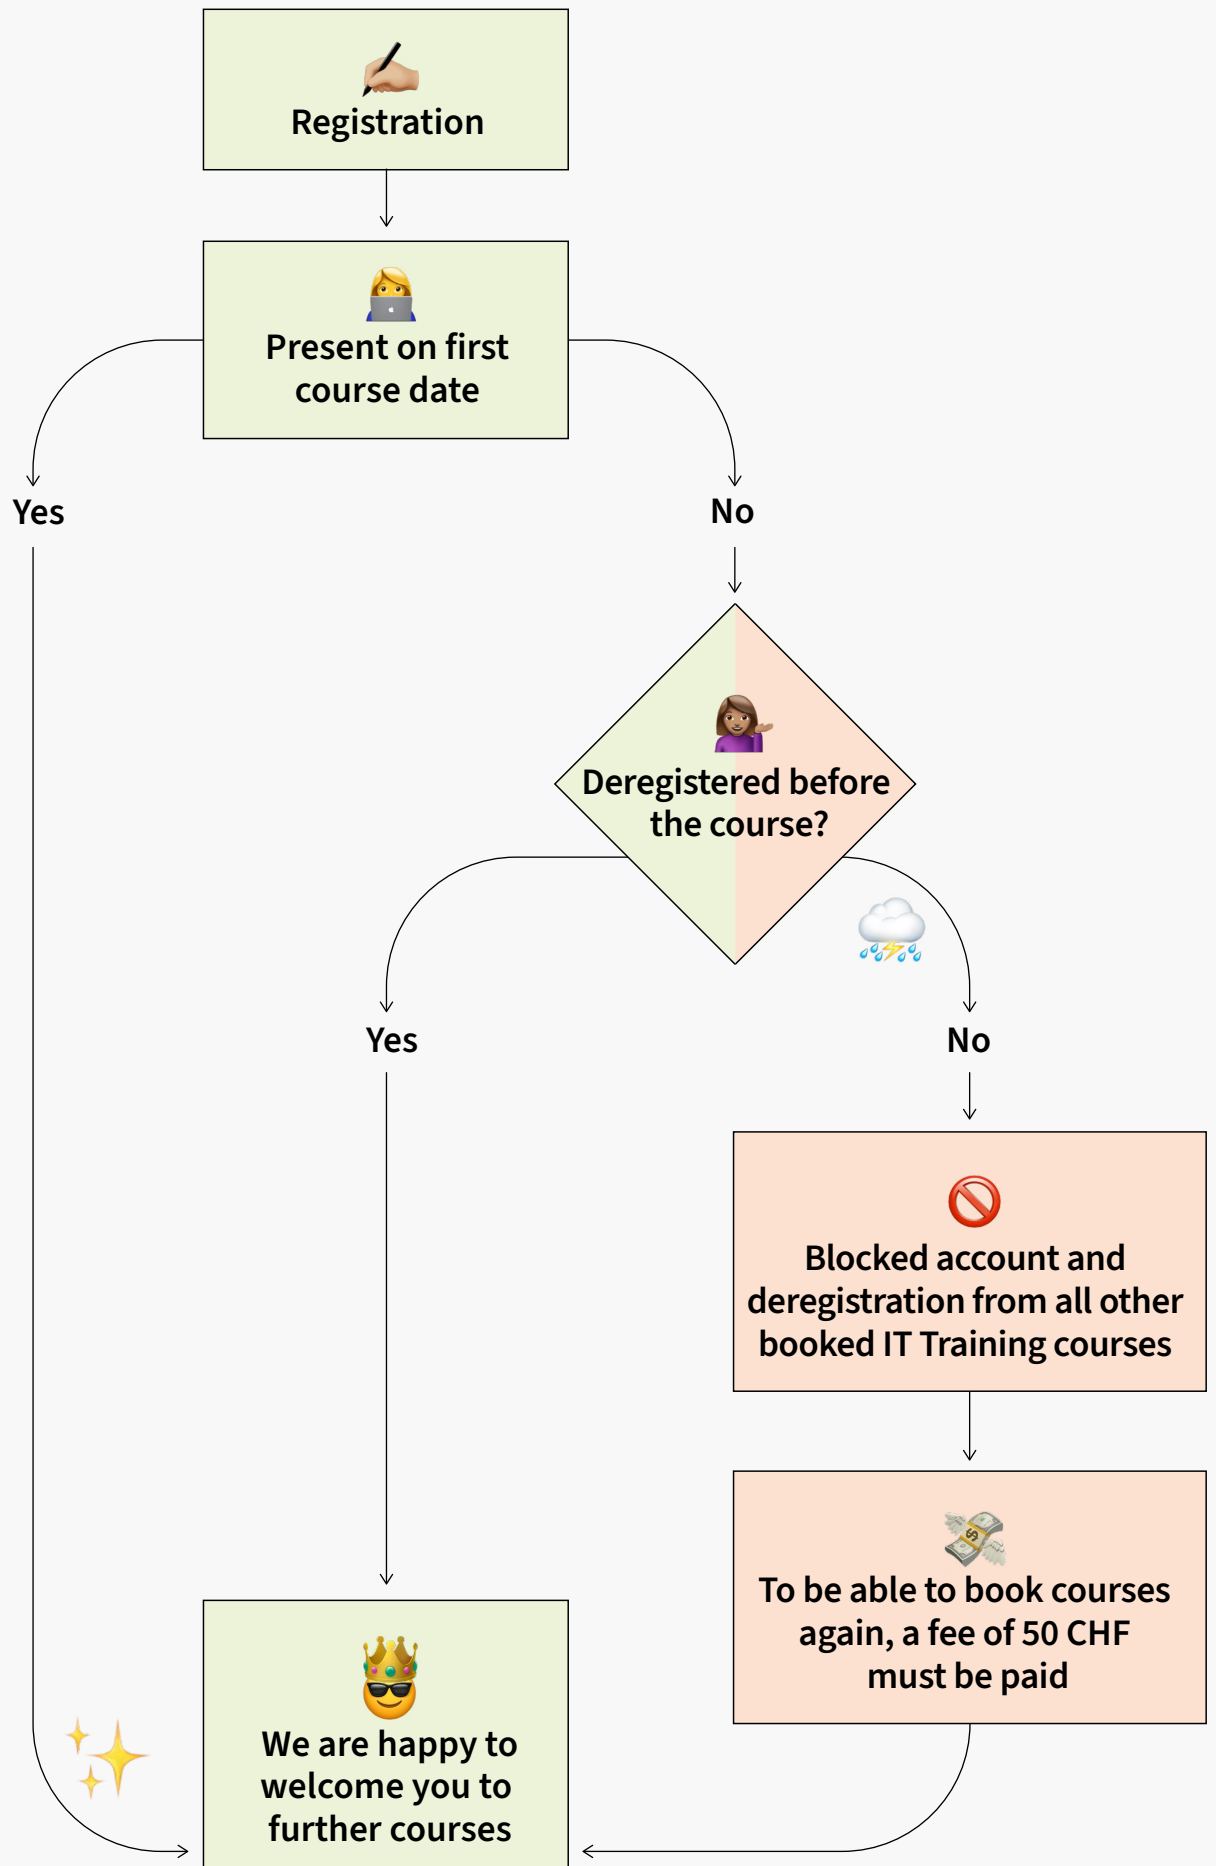 Registration
Present on first
course date
Yes
No
Deregistered before
the course?
Yes
No
Blocked account and
deregistration from all other
booked IT Training courses
To be able to book courses
again, a fee of 50 CHF
must be paid
We are happy to
welcome you to
further courses